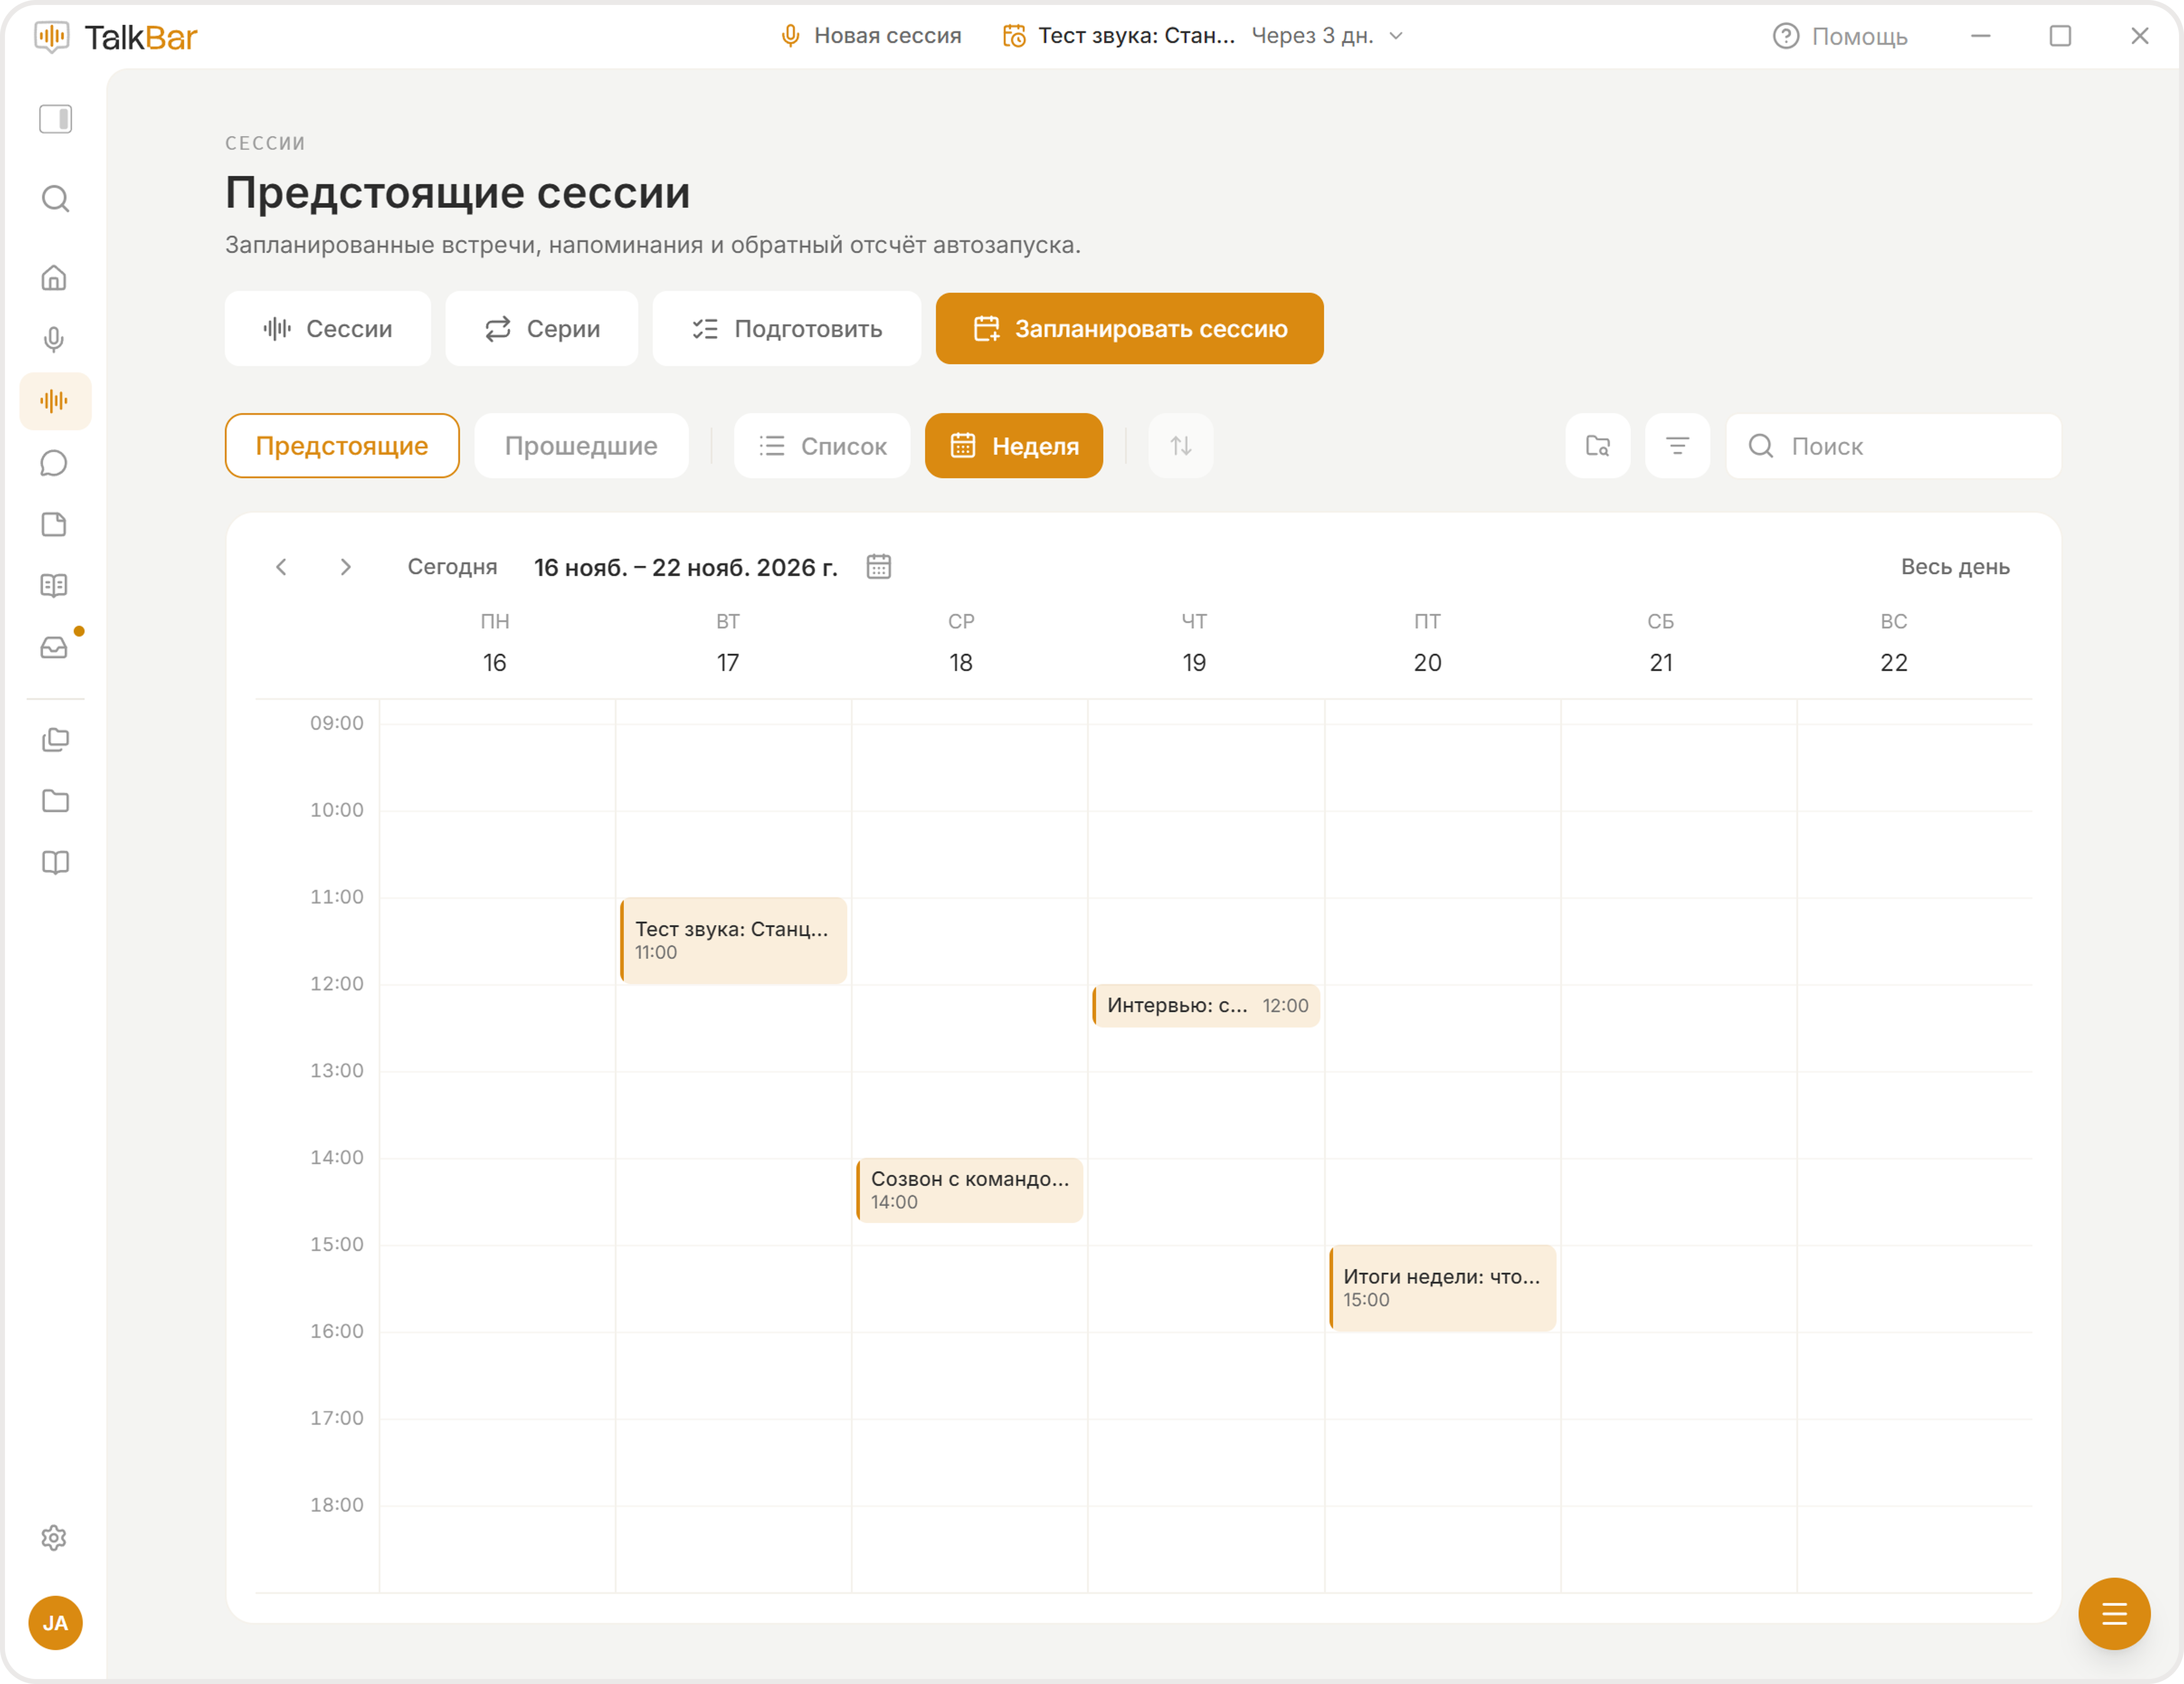 TalkBar
Новая сессия
Тест звука: Стан... Через 3 дн.
Помощь
СЕССИИ
Предстоящие сессии
Запланированные встречи, напоминания и обратный отсчёт автозапуска.
Сессии
Серии
Подготовить
Запланировать сессию
Предстоящие
Прошедшие
Список
Неделя
Поиск
Сегодня
16 нояб. – 22 нояб. 2026 г.
Весь день
ПН ВТ СР ЧТ ПТ СБ ВС
16 17 18 19 20 21 22
09:00
10:00
11:00
Тест звука: Станц...
11:00
12:00
Интервью: с... 12:00
13:00
14:00
Созвон с командо...
14:00
15:00
Итоги недели: что...
15:00
16:00
17:00
18:00
JA